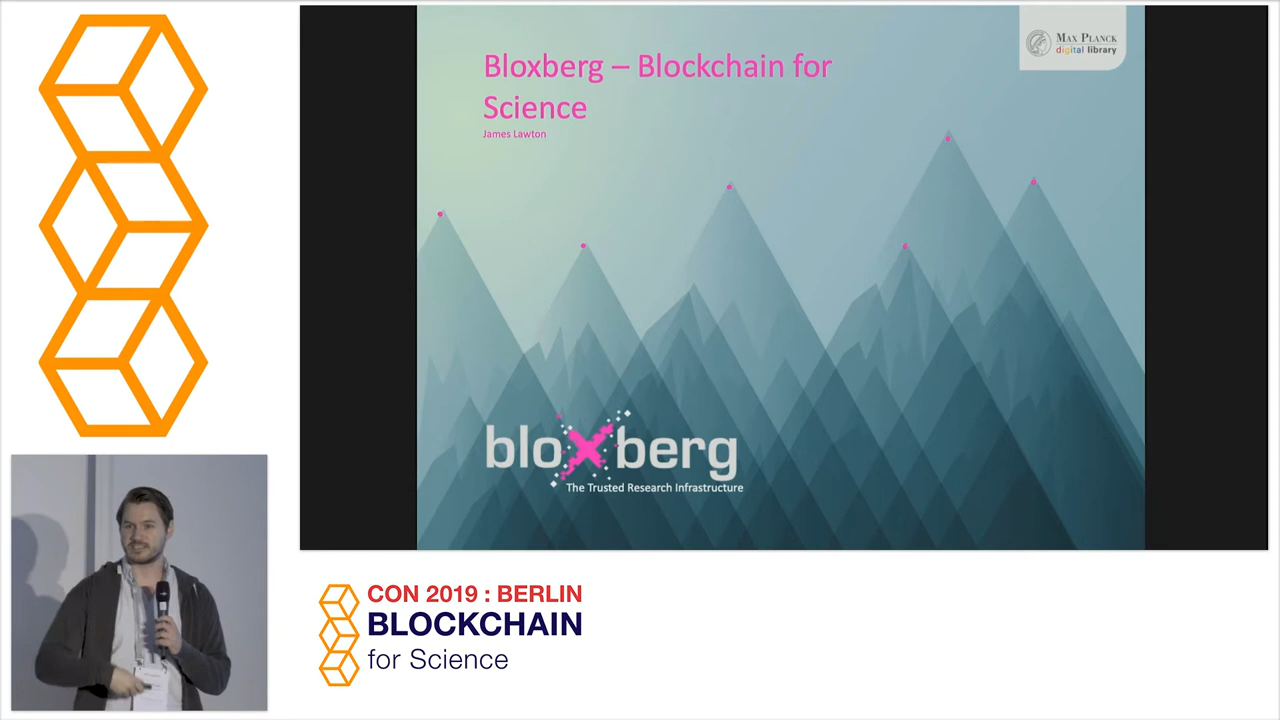 Bloxberg – Blockchain for
Science
James Lawton
MAX PLANCK
digital library
bloxberg
The Trusted Research Infrastructure
CON 2019 : BERLIN
BLOCKCHAIN
for Science